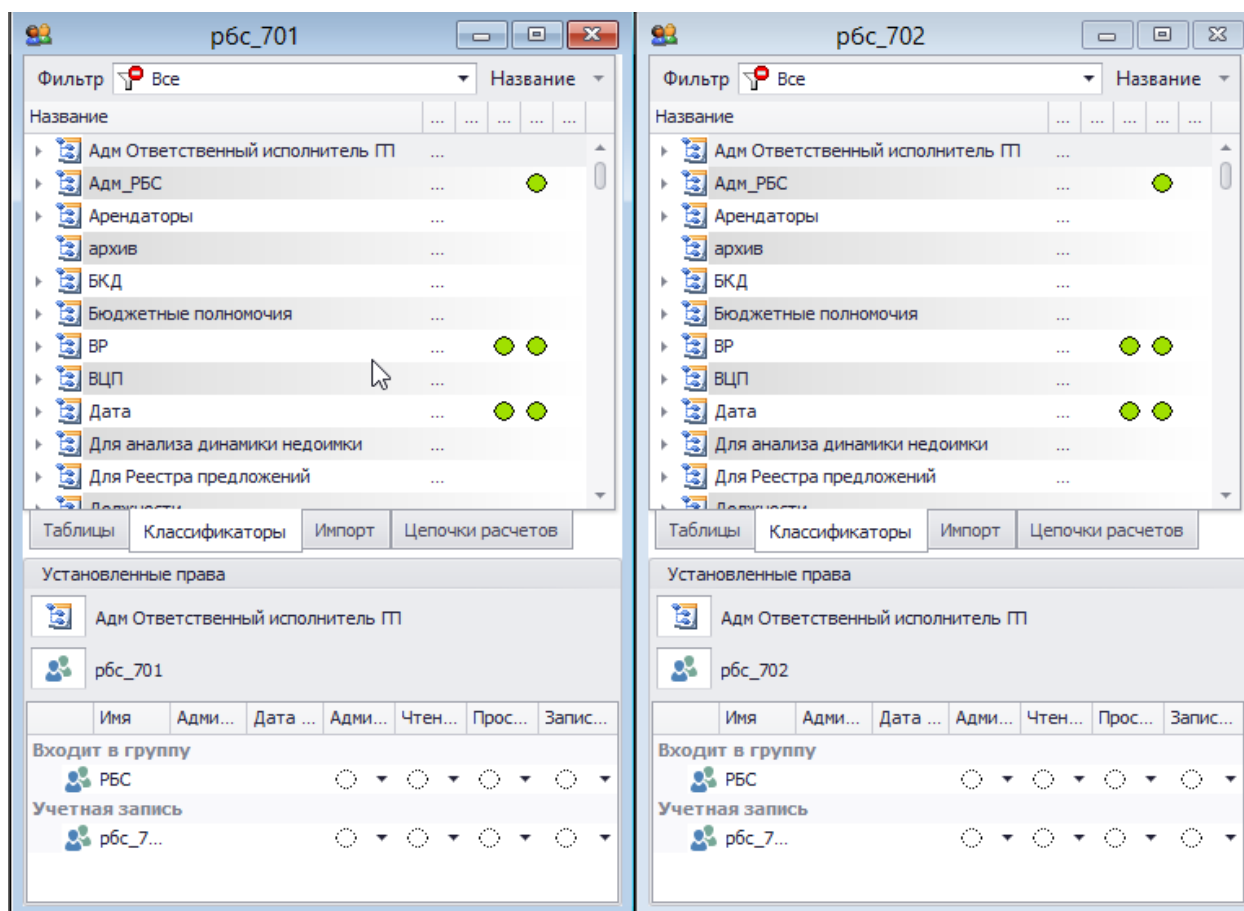 рбс_701
Фильтр Все Название
Название ... ... ... ... ...
Адм Ответственный исполнитель ГП ...
Адм_РБС ...
Арендаторы ...
архив ...
БКД ...
Бюджетные полномочия ...
ВР ...
ВЦП ...
Дата ...
Для анализа динамики недоимки ...
Для Реестра предложений ...
Должности
Таблицы Классификаторы Импорт Цепочки расчетов
Установленные права
Адм Ответственный исполнитель ГП
рбс_701
Имя Адми... Дата ... Адми... Чтен... Прос... Запис...
Входит в группу
РБС
Учетная запись
рбс_7...
рбс_702
Фильтр Все Название
Название ... ... ... ... ...
Адм Ответственный исполнитель ГП ...
Адм_РБС ...
Арендаторы ...
архив ...
БКД ...
Бюджетные полномочия ...
ВР ...
ВЦП ...
Дата ...
Для анализа динамики недоимки ...
Для Реестра предложений ...
Должности
Таблицы Классификаторы Импорт Цепочки расчетов
Установленные права
Адм Ответственный исполнитель ГП
рбс_702
Имя Адми... Дата ... Адми... Чтен... Прос... Запис...
Входит в группу
РБС
Учетная запись
рбс_7...